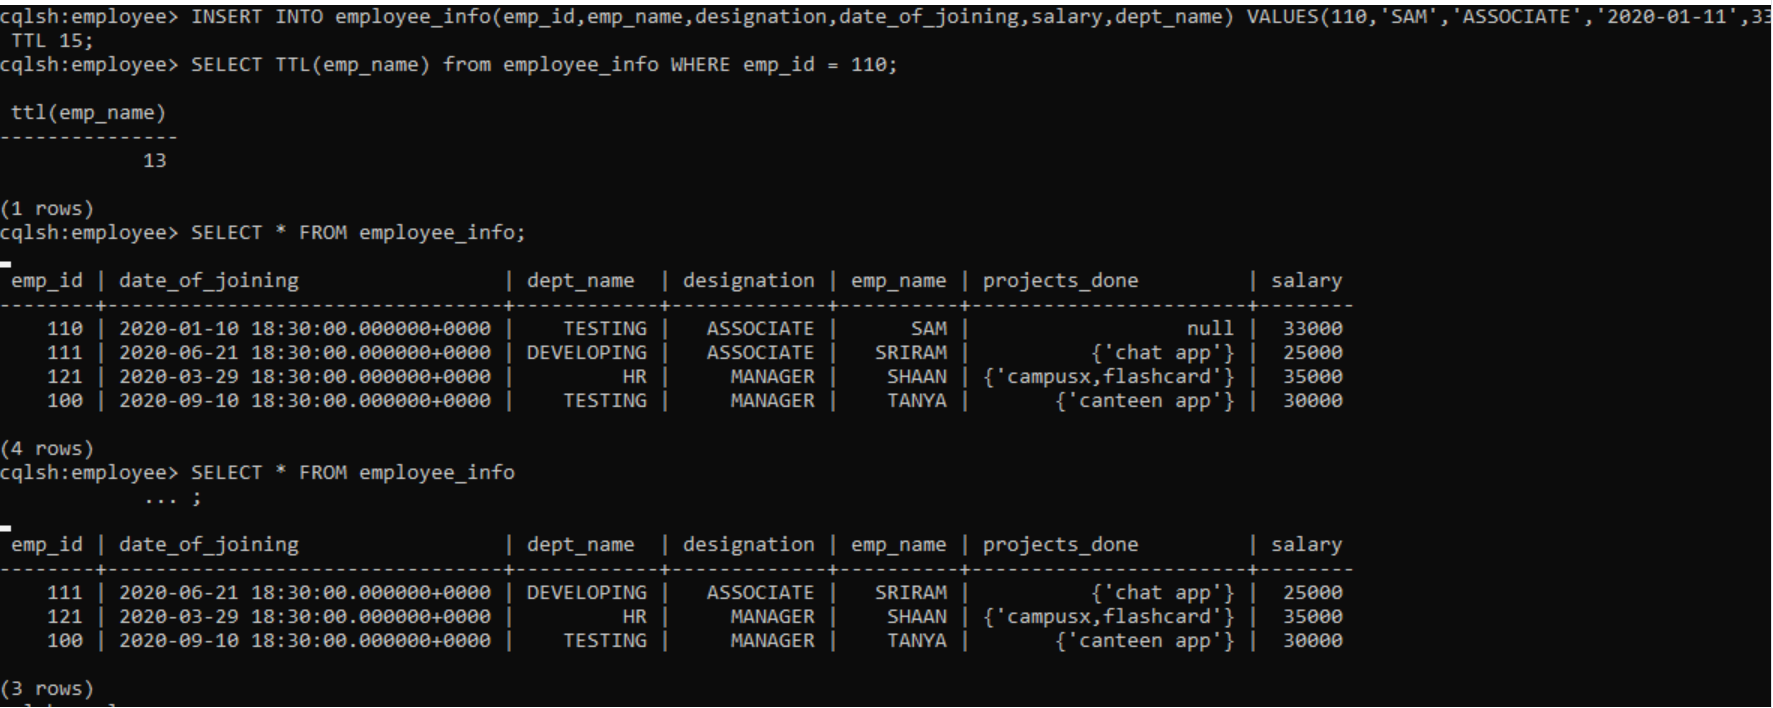 cqlsh:employee> INSERT INTO employee_info(emp_id,emp_name,designation,date_of_joining,salary,dept_name) VALUES(110,'SAM','ASSOCIATE','2020-01-11',33
 TTL 15;
cqlsh:employee> SELECT TTL(emp_name) from employee_info WHERE emp_id = 110;
 ttl(emp_name)
---------------
            13
(1 rows)
cqlsh:employee> SELECT * FROM employee_info;
 emp_id | date_of_joining                 | dept_name  | designation | emp_name | projects_done         | salary
--------+---------------------------------+------------+-------------+----------+-----------------------+--------
    110 | 2020-01-10 18:30:00.000000+0000 |    TESTING |   ASSOCIATE |      SAM |                  null |  33000
    111 | 2020-06-21 18:30:00.000000+0000 | DEVELOPING |   ASSOCIATE |   SRIRAM |          {'chat app'} |  25000
    121 | 2020-03-29 18:30:00.000000+0000 |         HR |     MANAGER |    SHAAN | {'campusx,flashcard'} |  35000
    100 | 2020-09-10 18:30:00.000000+0000 |    TESTING |     MANAGER |    TANYA |       {'canteen app'} |  30000
(4 rows)
cqlsh:employee> SELECT * FROM employee_info
            ... ;
 emp_id | date_of_joining                 | dept_name  | designation | emp_name | projects_done         | salary
--------+---------------------------------+------------+-------------+----------+-----------------------+--------
    111 | 2020-06-21 18:30:00.000000+0000 | DEVELOPING |   ASSOCIATE |   SRIRAM |          {'chat app'} |  25000
    121 | 2020-03-29 18:30:00.000000+0000 |         HR |     MANAGER |    SHAAN | {'campusx,flashcard'} |  35000
    100 | 2020-09-10 18:30:00.000000+0000 |    TESTING |     MANAGER |    TANYA |       {'canteen app'} |  30000
(3 rows)